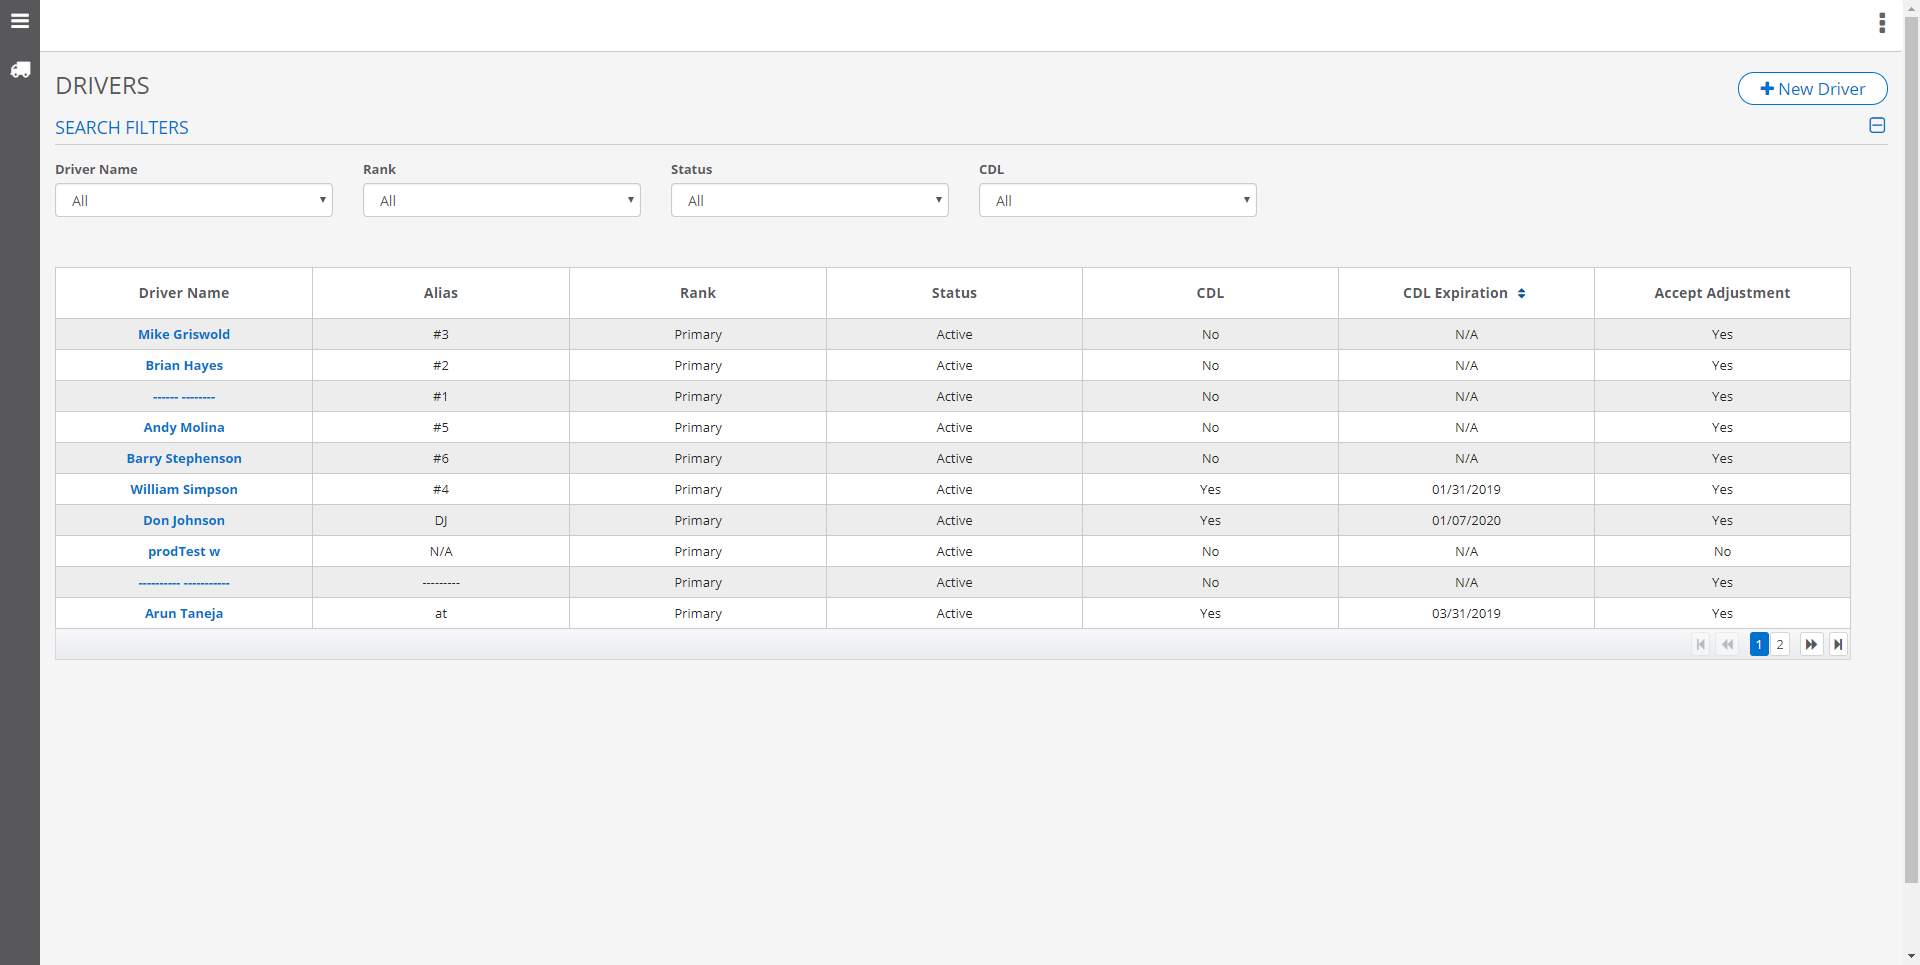 DRIVERS
New Driver
SEARCH FILTERS
Driver Name Rank Status CDL
All All All All
Driver Name Alias Rank Status CDL CDL Expiration Accept Adjustment
Mike Griswold #3 Primary Active No N/A Yes
Brian Hayes #2 Primary Active No N/A Yes
------ -------- #1 Primary Active No N/A Yes
Andy Molina #5 Primary Active No N/A Yes
Barry Stephenson #6 Primary Active No N/A Yes
William Simpson #4 Primary Active Yes 01/31/2019 Yes
Don Johnson DJ Primary Active Yes 01/07/2020 Yes
prodTest w N/A Primary Active No N/A No
---------- ----------- --------- Primary Active No N/A Yes
Arun Taneja at Primary Active Yes 03/31/2019 Yes
1 2